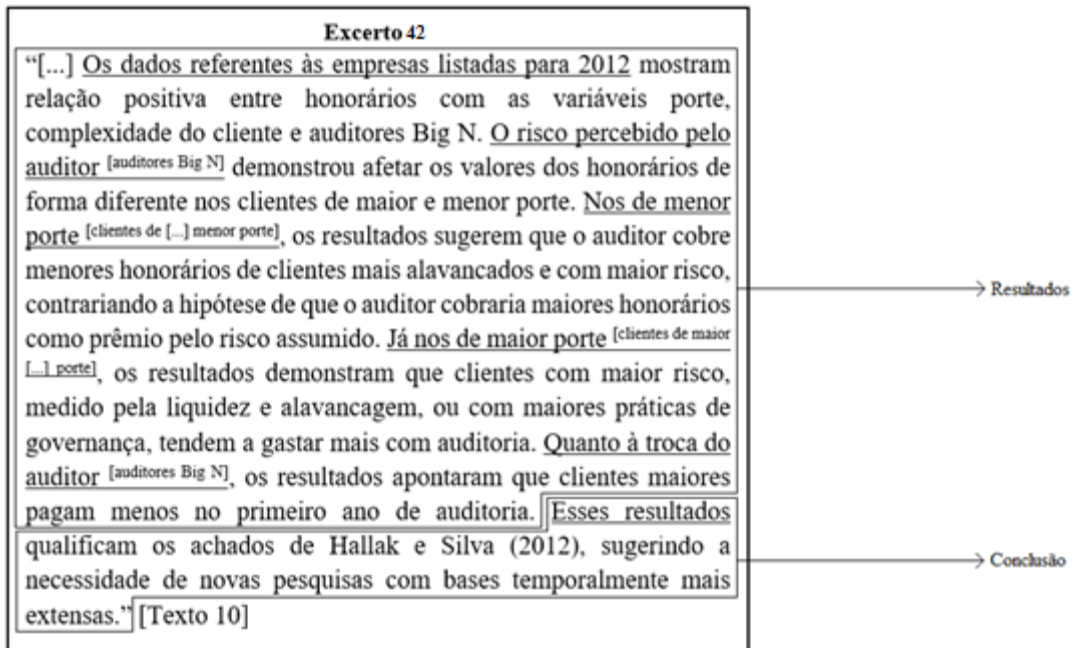 Excerto 42
“[...] Os dados referentes às empresas listadas para 2012 mostram
relação positiva entre honorários com as variáveis porte,
complexidade do cliente e auditores Big N. O risco percebido pelo
auditor [auditores Big N] demonstrou afetar os valores dos honorários de
forma diferente nos clientes de maior e menor porte. Nos de menor
porte [clientes de [...] menor porte], os resultados sugerem que o auditor cobre
menores honorários de clientes mais alavancados e com maior risco,
contrariando a hipótese de que o auditor cobraria maiores honorários
como prêmio pelo risco assumido. Já nos de maior porte [clientes de maior
[...] porte], os resultados demonstram que clientes com maior risco,
medido pela liquidez e alavancagem, ou com maiores práticas de
governança, tendem a gastar mais com auditoria. Quanto à troca do
auditor [auditores Big N], os resultados apontaram que clientes maiores
pagam menos no primeiro ano de auditoria. Esses resultados
qualificam os achados de Hallak e Silva (2012), sugerindo a
necessidade de novas pesquisas com bases temporalmente mais
extensas.” [Texto 10]
Resultados
Conclusão